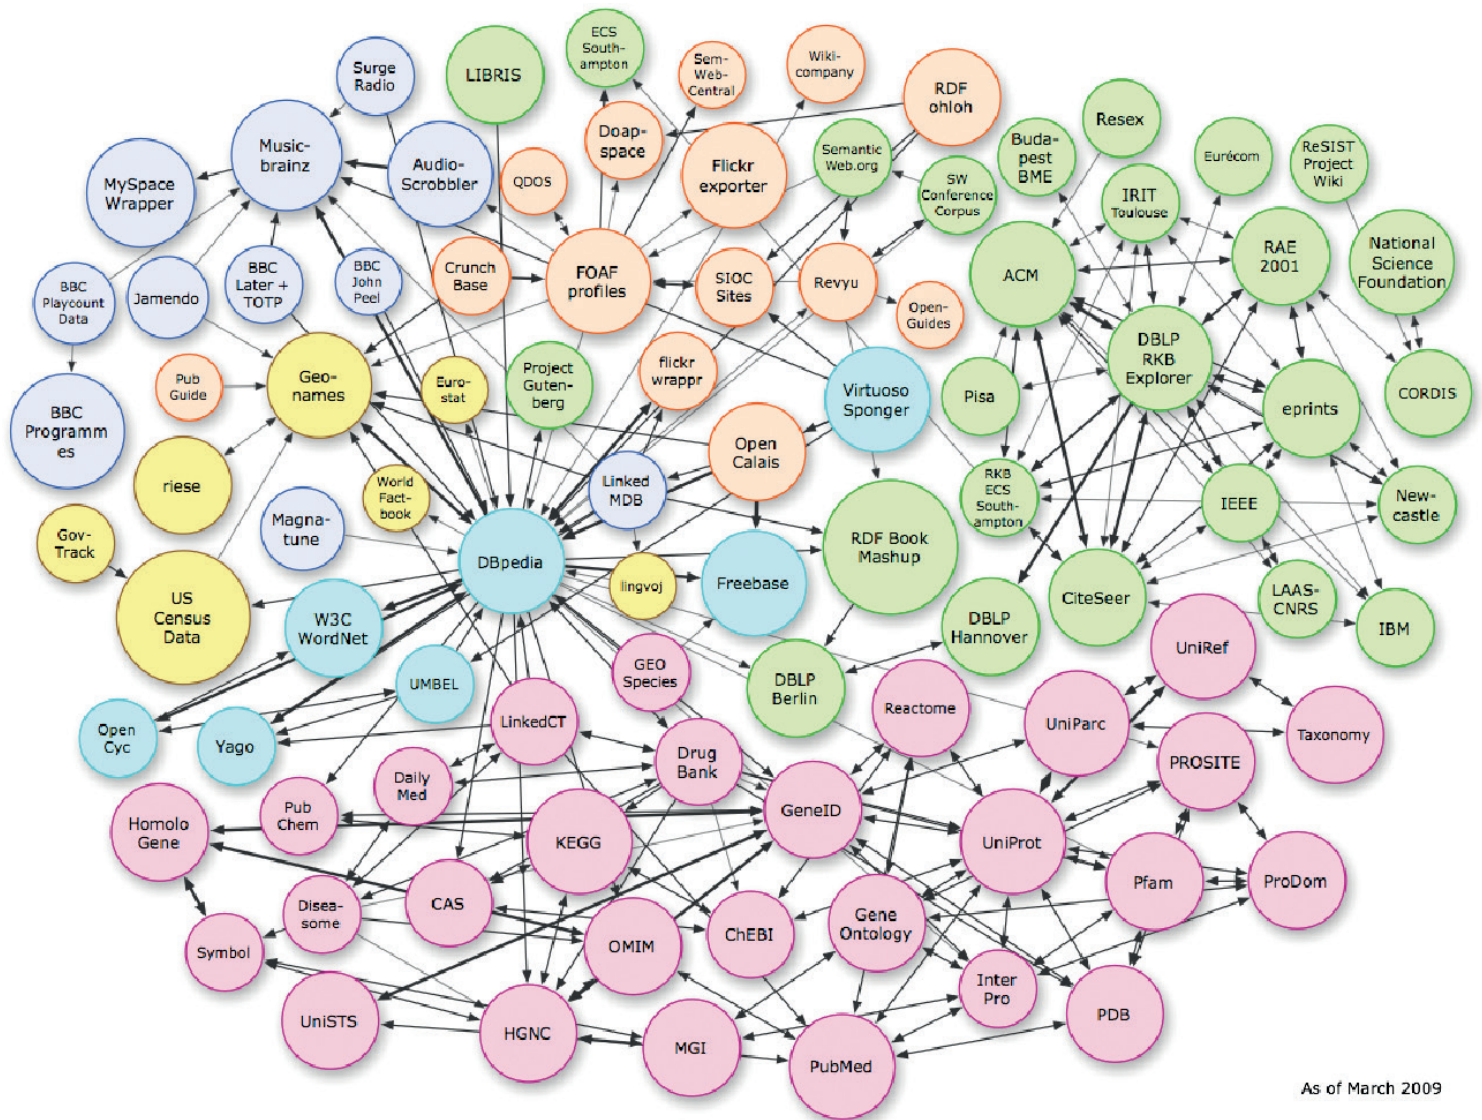 ECS
South-
ampton
Surge
Radio
LIBRIS
Sem-
Web-
Central
Wiki-
company
RDF
ohloh
Music-
brainz
Audio-
Scrobbler
MySpace
Wrapper
QDOS
Doap-
space
Flickr
exporter
Semantic
Web.org
SW
Conference
Corpus
Buda-
pest
BME
Resex
Eurécom
ReSIST
Project
Wiki
IRIT
Toulouse
RAE
2001
National
Science
Foundation
ACM
BBC
Playcount
Data
Jamendo
BBC
Later +
TOTP
BBC
John
Peel
Crunch
Base
FOAF
profiles
SIOC
Sites
Revyu
Open-
Guides
DBLP
RKB
Explorer
Pub
Guide
Geo-
names
Euro-
stat
Project
Guten-
berg
flickr
wrappr
Virtuoso
Sponger
Pisa
eprints
CORDIS
BBC
Programm
es
riese
World
Fact-
book
Open
Calais
Linked
MDB
RKB
ECS
South-
ampton
IEEE
New-
castle
Gov-
Track
Magna-
tune
DBpedia
lingvoj
Freebase
RDF Book
Mashup
CiteSeer
LAAS-
CNRS
IBM
US
Census
Data
W3C
WordNet
UMBEL
GEO
Species
DBLP
Berlin
DBLP
Hannover
UniRef
Open
Cyc
Yago
LinkedCT
Reactome
UniParc
Taxonomy
Daily
Med
Drug
Bank
PROSITE
Homolo
Gene
Pub
Chem
KEGG
GeneID
UniProt
Pfam
ProDom
Disea-
some
CAS
ChEBI
Gene
Ontology
Symbol
OMIM
Inter
Pro
UniSTS
HGNC
MGI
PubMed
PDB
As of March 2009